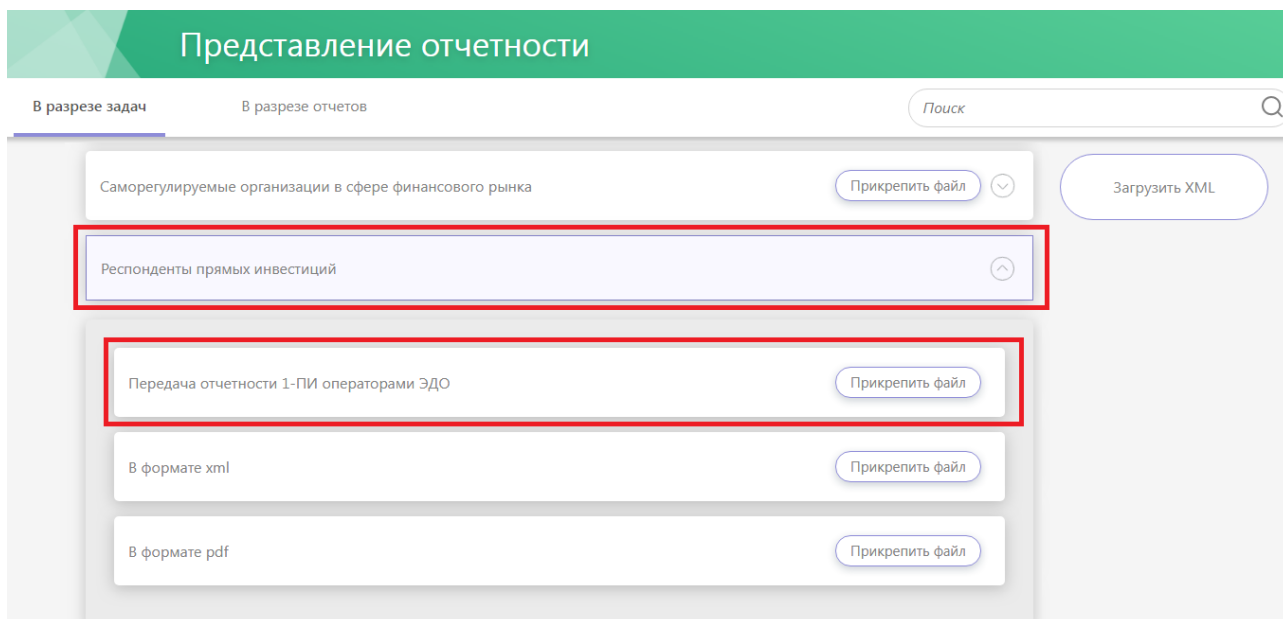 Представление отчетности
В разрезе задач
В разрезе отчетов
Поиск
Саморегулируемые организации в сфере финансового рынка
Прикрепить файл
Загрузить XML
Респонденты прямых инвестиций
Передача отчетности 1-ПИ операторами ЭДО
Прикрепить файл
В формате xml
Прикрепить файл
В формате pdf
Прикрепить файл